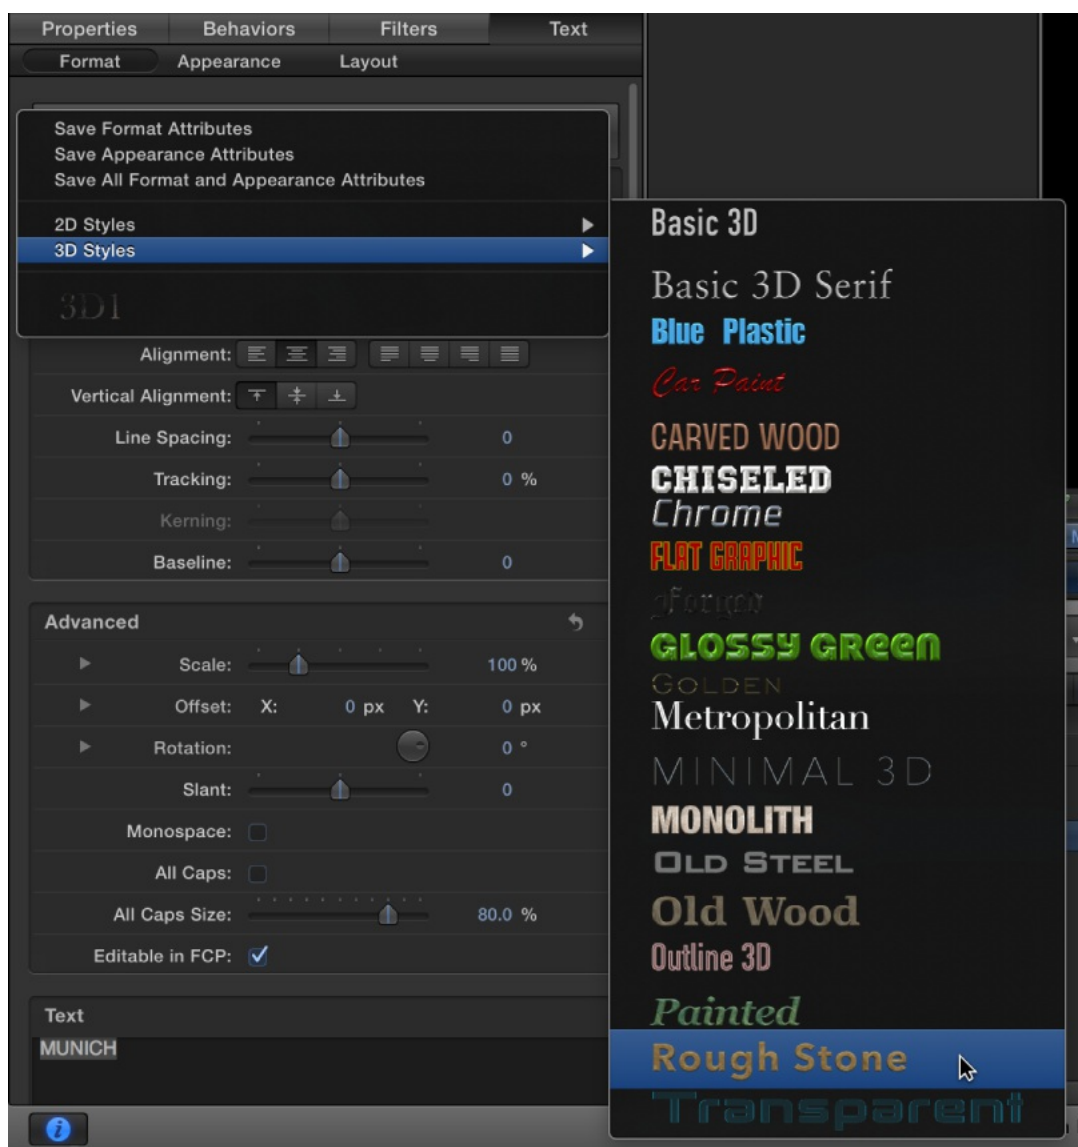 Properties Behaviors Filters Text
Format Appearance Layout
Save Format Attributes
Save Appearance Attributes
Save All Format and Appearance Attributes
2D Styles
3D Styles
3D1
Alignment:
Vertical Alignment:
Line Spacing: 0
Tracking: 0 %
Kerning:
Baseline: 0
Advanced
Scale: 100 %
Offset: X: 0 px Y: 0 px
Rotation: 0 °
Slant: 0
Monospace:
All Caps:
All Caps Size: 80.0 %
Editable in FCP:
Text
MUNICH
Basic 3D
Basic 3D Serif
Blue Plastic
Car Paint
CARVED WOOD
CHISELED
Chrome
FLAT GRAPHIC
Forged
GLOSSY GREEN
GOLDEN
Metropolitan
MINIMAL 3D
MONOLITH
OLD STEEL
Old Wood
Outline 3D
Painted
Rough Stone
Transparent